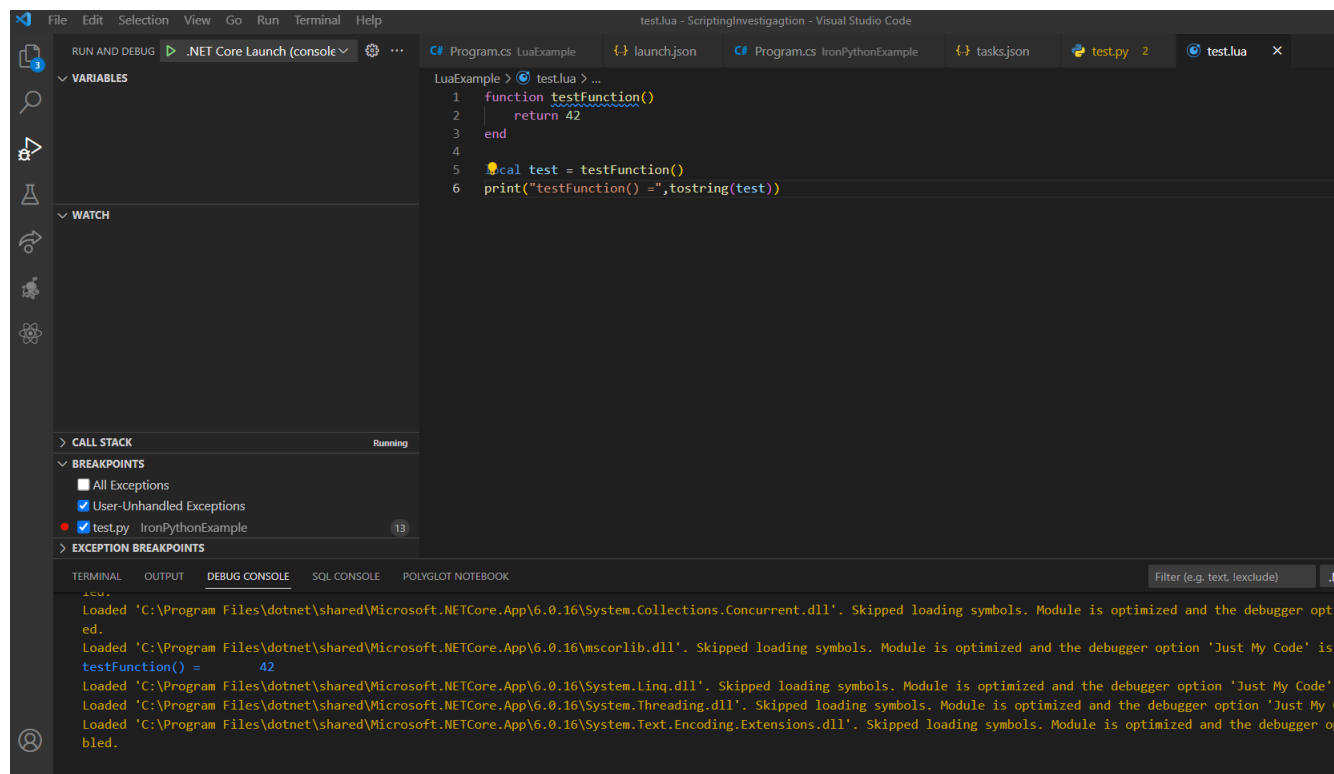 File Edit Selection View Go Run Terminal Help
test.lua - ScriptingInvestigagtion - Visual Studio Code
RUN AND DEBUG .NET Core Launch (console
C# Program.cs LuaExample
{..} launch.json
C# Program.cs IronPythonExample
{..} tasks.json
test.py 2
test.lua
3
VARIABLES
LuaExample > test.lua > ...
1 function testFunction()
2 return 42
3 end
4
5 local test = testFunction()
6 print("testFunction() =",tostring(test))
WATCH
CALL STACK Running
BREAKPOINTS
All Exceptions
User-Unhandled Exceptions
test.py IronPythonExample 13
EXCEPTION BREAKPOINTS
TERMINAL OUTPUT DEBUG CONSOLE SQL CONSOLE POLYGLOT NOTEBOOK
Filter (e.g. text, !exclude)
Loaded 'C:\Program Files\dotnet\shared\Microsoft.NETCore.App\6.0.16\System.Collections.Concurrent.dll'. Skipped loading symbols. Module is optimized and the debugger opt
ed.
Loaded 'C:\Program Files\dotnet\shared\Microsoft.NETCore.App\6.0.16\mscorlib.dll'. Skipped loading symbols. Module is optimized and the debugger option 'Just My Code' is
testFunction() = 42
Loaded 'C:\Program Files\dotnet\shared\Microsoft.NETCore.App\6.0.16\System.Linq.dll'. Skipped loading symbols. Module is optimized and the debugger option 'Just My Code'
Loaded 'C:\Program Files\dotnet\shared\Microsoft.NETCore.App\6.0.16\System.Threading.dll'. Skipped loading symbols. Module is optimized and the debugger option 'Just My
Loaded 'C:\Program Files\dotnet\shared\Microsoft.NETCore.App\6.0.16\System.Text.Encoding.Extensions.dll'. Skipped loading symbols. Module is optimized and the debugger o
bled.